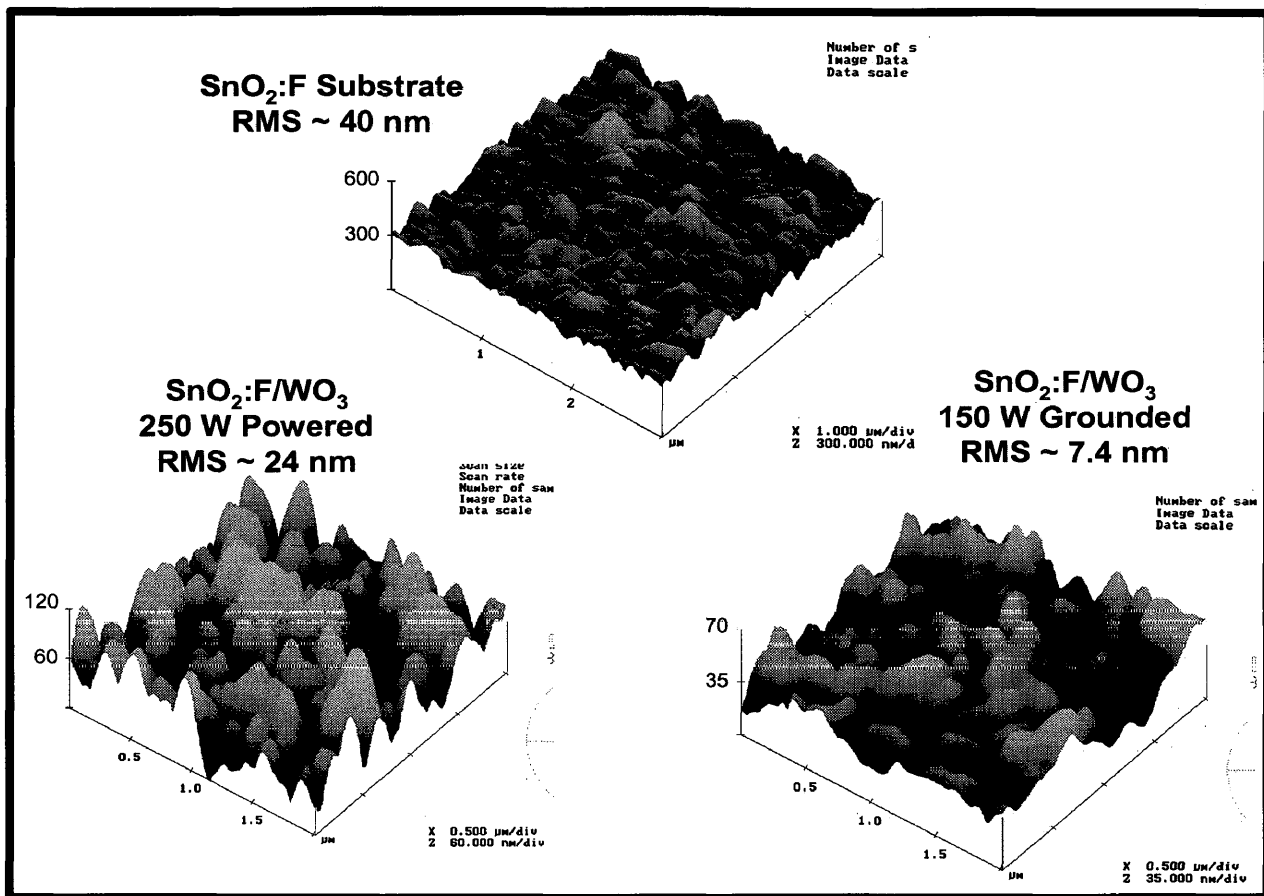 Number of s
Image Data
Data scale
SnO₂:F Substrate
RMS ~ 40 nm
600
300
1
2
µm
X 1.000 µm/div
Z 300.000 nm/d
SnO₂:F/WO₃
250 W Powered
RMS ~ 24 nm
Scan size
Scan rate
Number of sam
Image Data
Data scale
120
60
0.5
1.0
1.5
µm
X 0.500 µm/div
Z 60.000 nm/div
SnO₂:F/WO₃
150 W Grounded
RMS ~ 7.4 nm
Number of sam
Image Data
Data scale
70
35
0.5
1.0
1.5
µm
X 0.500 µm/div
Z 35.000 nm/div